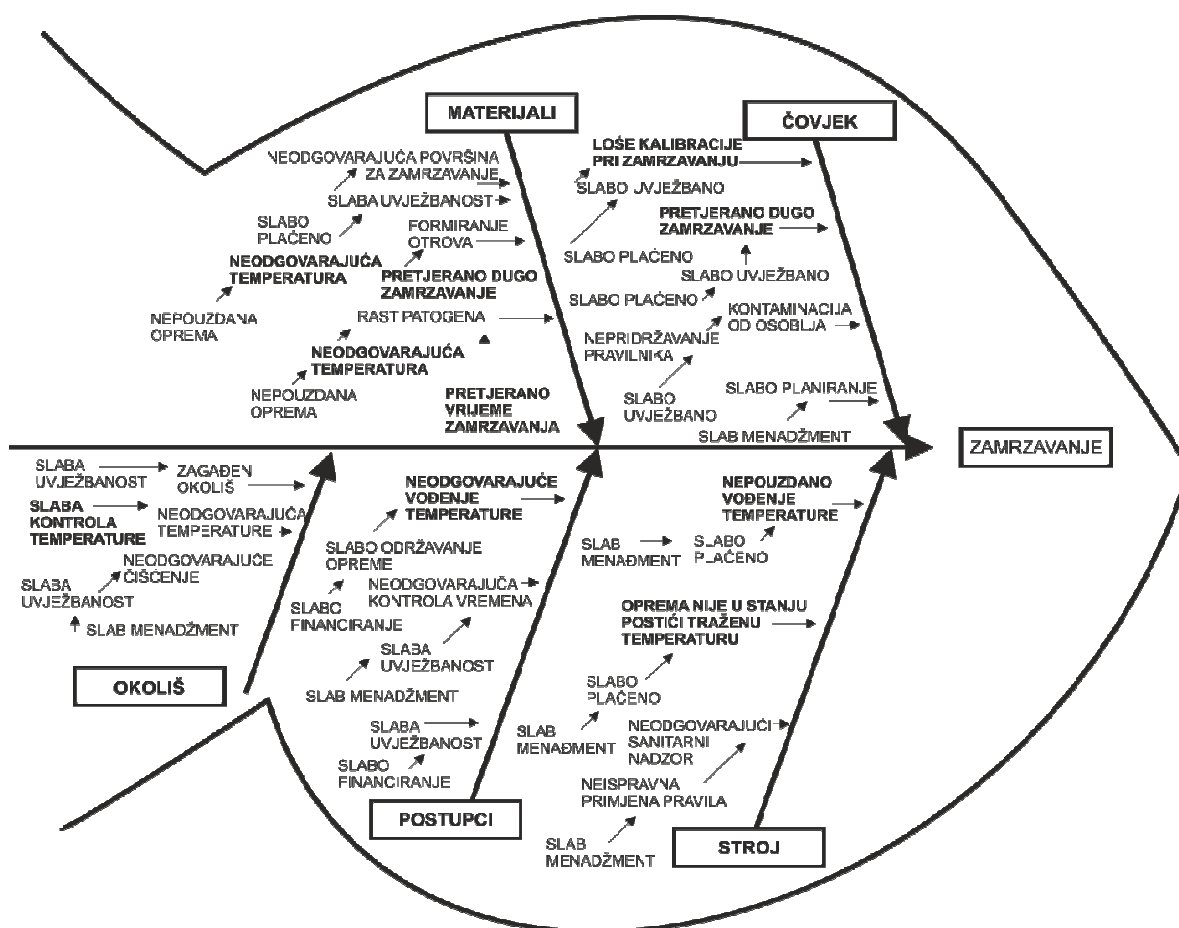 MATERIJALI
NEODGOVARAJUĆA POVRŠINA
ZA ZAMRZAVANJE
SLABA UVJEŽBANOST
SLABO
PLAĆENO
FORMIRANJE
OTROVA
NEODGOVARAJUĆA
TEMPERATURA
PRETJERANO DUGO
ZAMRZAVANJE
NEPOUZDANA
OPREMA
RAST PATOGENA
NEODGOVARAJUĆA
TEMPERATURA
NEPOUZDANA
OPREMA
PRETJERANO
VRIJEME
ZAMRZAVANJA
ČOVJEK
LOŠE KALIBRACIJE
PRI ZAMRZAVANJU
SLABO UVJEŽBANO
PRETJERANO DUGO
ZAMRZAVANJE
SLABO PLAĆENO
SLABO UVJEŽBANO
SLABO PLAĆENO
KONTAMINACIJA
OD OSOBLJA
NEPRIDRŽAVANJE
PRAVILNIKA
SLABO
UVJEŽBANO
SLABO PLANIRANJE
SLAB MENADŽMENT
ZAMRZAVANJE
SLABA
UVJEŽBANOST
ZAGAĐEN
OKOLIŠ
SLABA
KONTROLA
TEMPERATURE
NEODGOVARAJUĆA
TEMPERATURE
NEODGOVARAJUĆE
ČIŠĆENJE
SLABA
UVJEŽBANOST
SLAB MENADŽMENT
OKOLIŠ
NEODGOVARAJUĆE
VOĐENJE
TEMPERATURE
SLABO ODRŽAVANJE
OPREME
NEODGOVARAJUĆA
KONTROLA VREMENA
SLABO
FINANCIRANJE
SLABA
UVJEŽBANOST
SLAB MENADŽMENT
SLABA
UVJEŽBANOST
SLABO
FINANCIRANJE
POSTUPCI
NEPOUZDANO
VOĐENJE
TEMPERATURE
SLAB
MENAĐMENT
SLABO
PLAĆENO
OPREMA NIJE U STANJU
POSTIĆI TRAŽENU
TEMPERATURU
SLABO
PLAĆENO
SLAB
MENAĐMENT
NEODGOVARAJUĆI
SANITARNI
NADZOR
NEISPRAVNA
PRIMJENA PRAVILA
SLAB
MENADŽMENT
STROJ